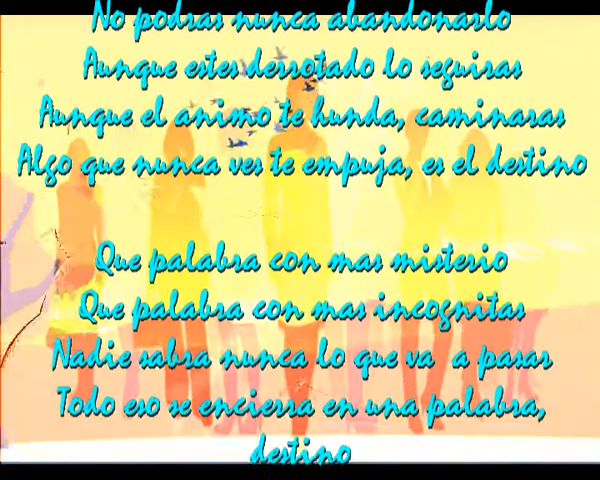 No podras nunca abandonarlo
Aunque estes derrotado lo seguiras
Aunque el animo te hunda, caminaras
Algo que nunca ves te empuja, es el destino
Que palabra con mas misterio
Que palabra con mas incognitas
Nadie sabra nunca lo que va a pasar
Todo eso se encierra en una palabra,
destino